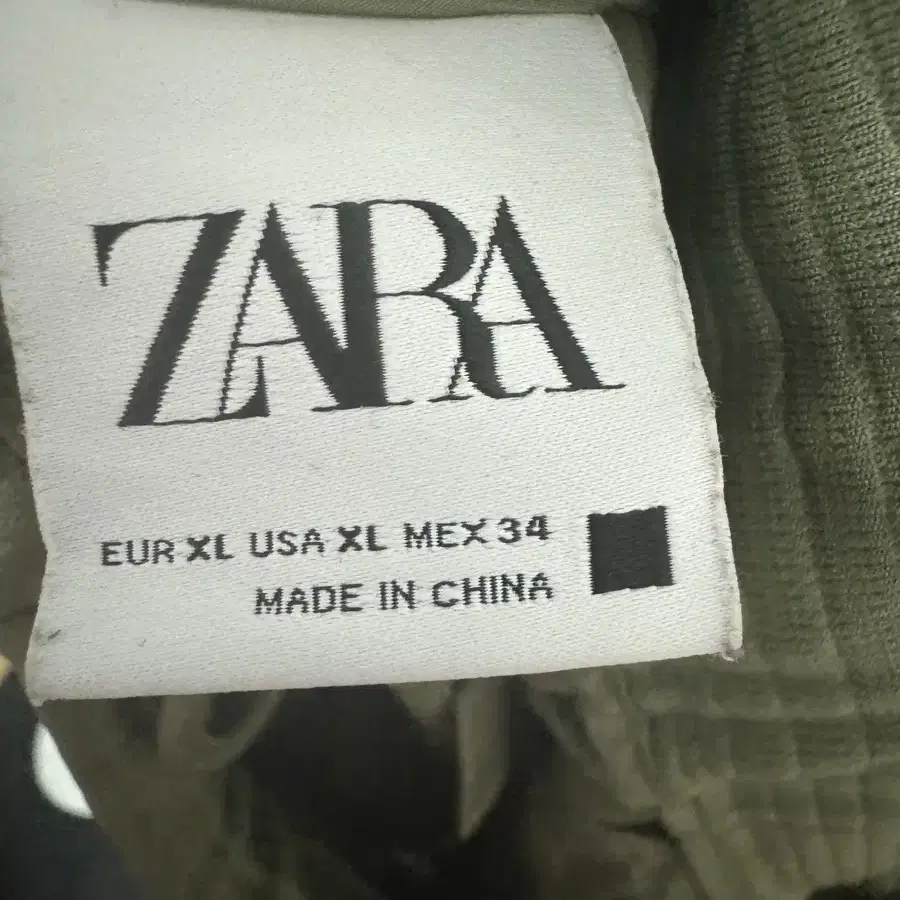 ZARA
EUR XL USA XL MEX 34
MADE IN CHINA